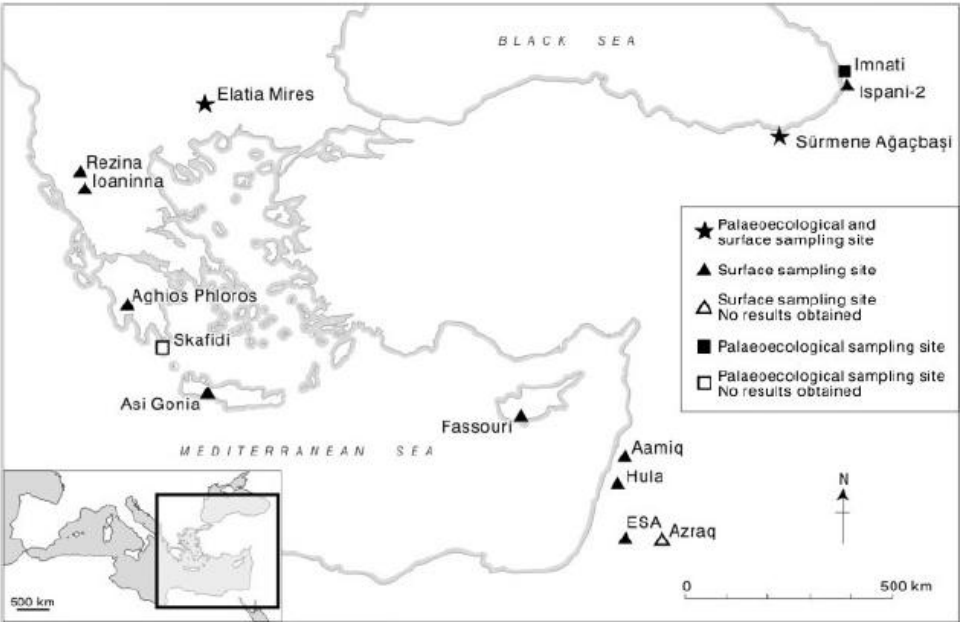 BLACK SEA
Imnati
Ispani-2
Elatia Mires
Sürmene Ağaçbaşi
Rezina
Ioaninna
Palaeoecological and
surface sampling site
Surface sampling site
Surface sampling site
No results obtained
Palaeoecological sampling site
Palaeoecological sampling site
No results obtained
Aghios Phloros
Skafidi
Asi Gonia
Fassouri
MEDITERRANEAN SEA
Aamiq
Hula
ESA
Azraq
N
0 500 km
500 km